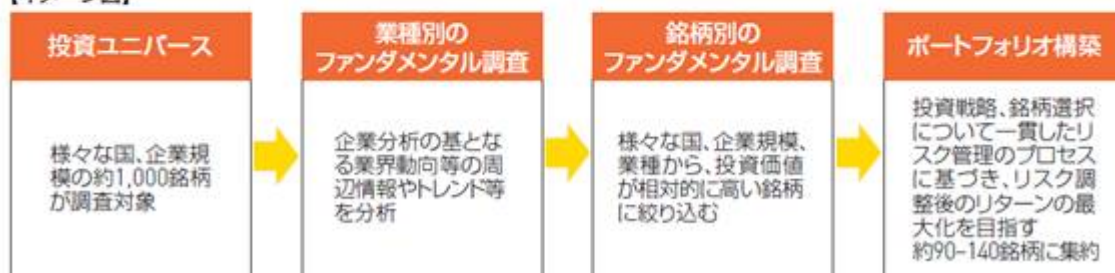 投資ユニバース
様々な国、企業規
模の約1,000銘柄
が調査対象
業種別の
ファンダメンタル調査
企業分析の基とな
る業界動向等の周
辺情報やトレンド等
を分析
銘柄別の
ファンダメンタル調査
様々な国、企業規模、
業種から、投資価値
が相対的に高い銘柄
に絞り込む
ポートフォリオ構築
投資戦略、銘柄選択
について一貫したリ
スク管理のプロセス
に基づき、リスク調
整後のリターンの最
大化を目指す
約90-140銘柄に集約